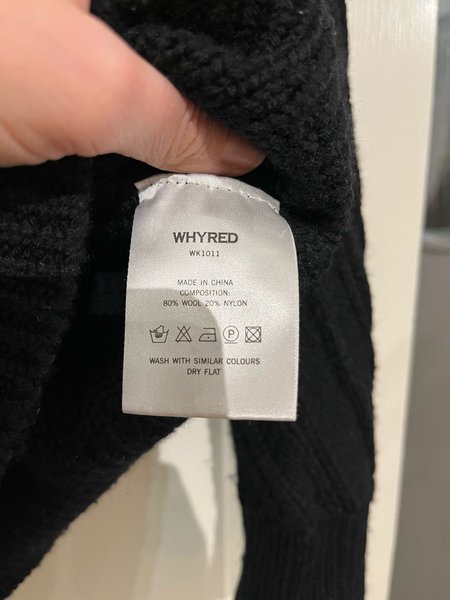 WHYRED
WK1011
MADE IN CHINA
COMPOSITION:
80% WOOL 20% NYLON
WASH WITH SIMILAR COLOURS
DRY FLAT